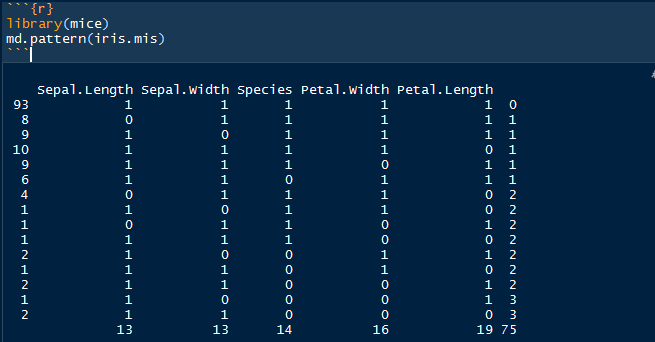 ```{r}
library(mice)
md.pattern(iris.mis)
```
Sepal.Length Sepal.Width Species Petal.Width Petal.Length
93 1 1 1 1 1 0
8 0 1 1 1 1 1
9 1 0 1 1 1 1
10 1 1 1 1 0 1
9 1 1 1 0 1 1
6 1 1 0 1 1 1
4 0 1 1 1 0 2
1 1 0 1 1 0 2
1 0 1 1 0 1 2
1 1 1 1 0 0 2
2 1 0 0 1 1 2
1 1 1 0 1 0 2
2 1 1 0 0 1 2
1 1 0 0 0 1 3
2 1 1 0 0 0 3
13 13 14 16 19 75